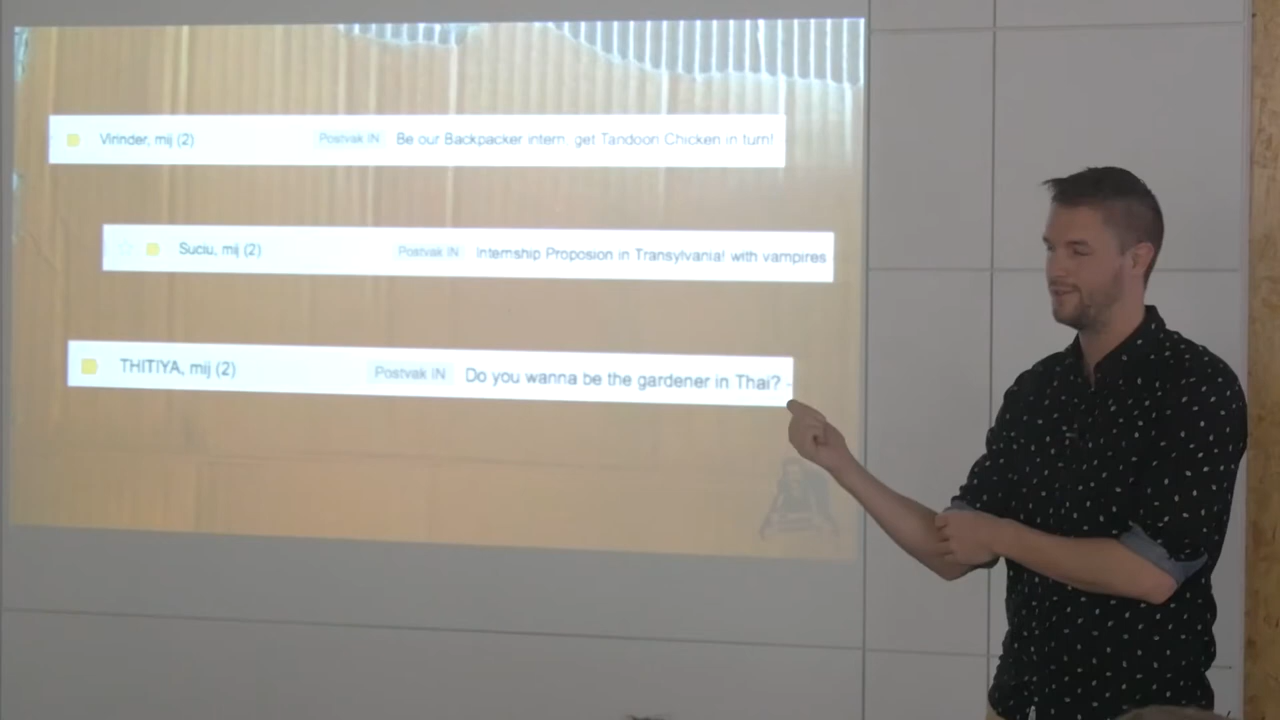 Virinder, mij (2) Postvak IN Be our Backpacker intern, get Tandoori Chicken in turn!
Suciu, mij (2) Postvak IN Internship Proposion in Transylvania! with vampires
THITIYA, mij (2) Postvak IN Do you wanna be the gardener in Thai? -